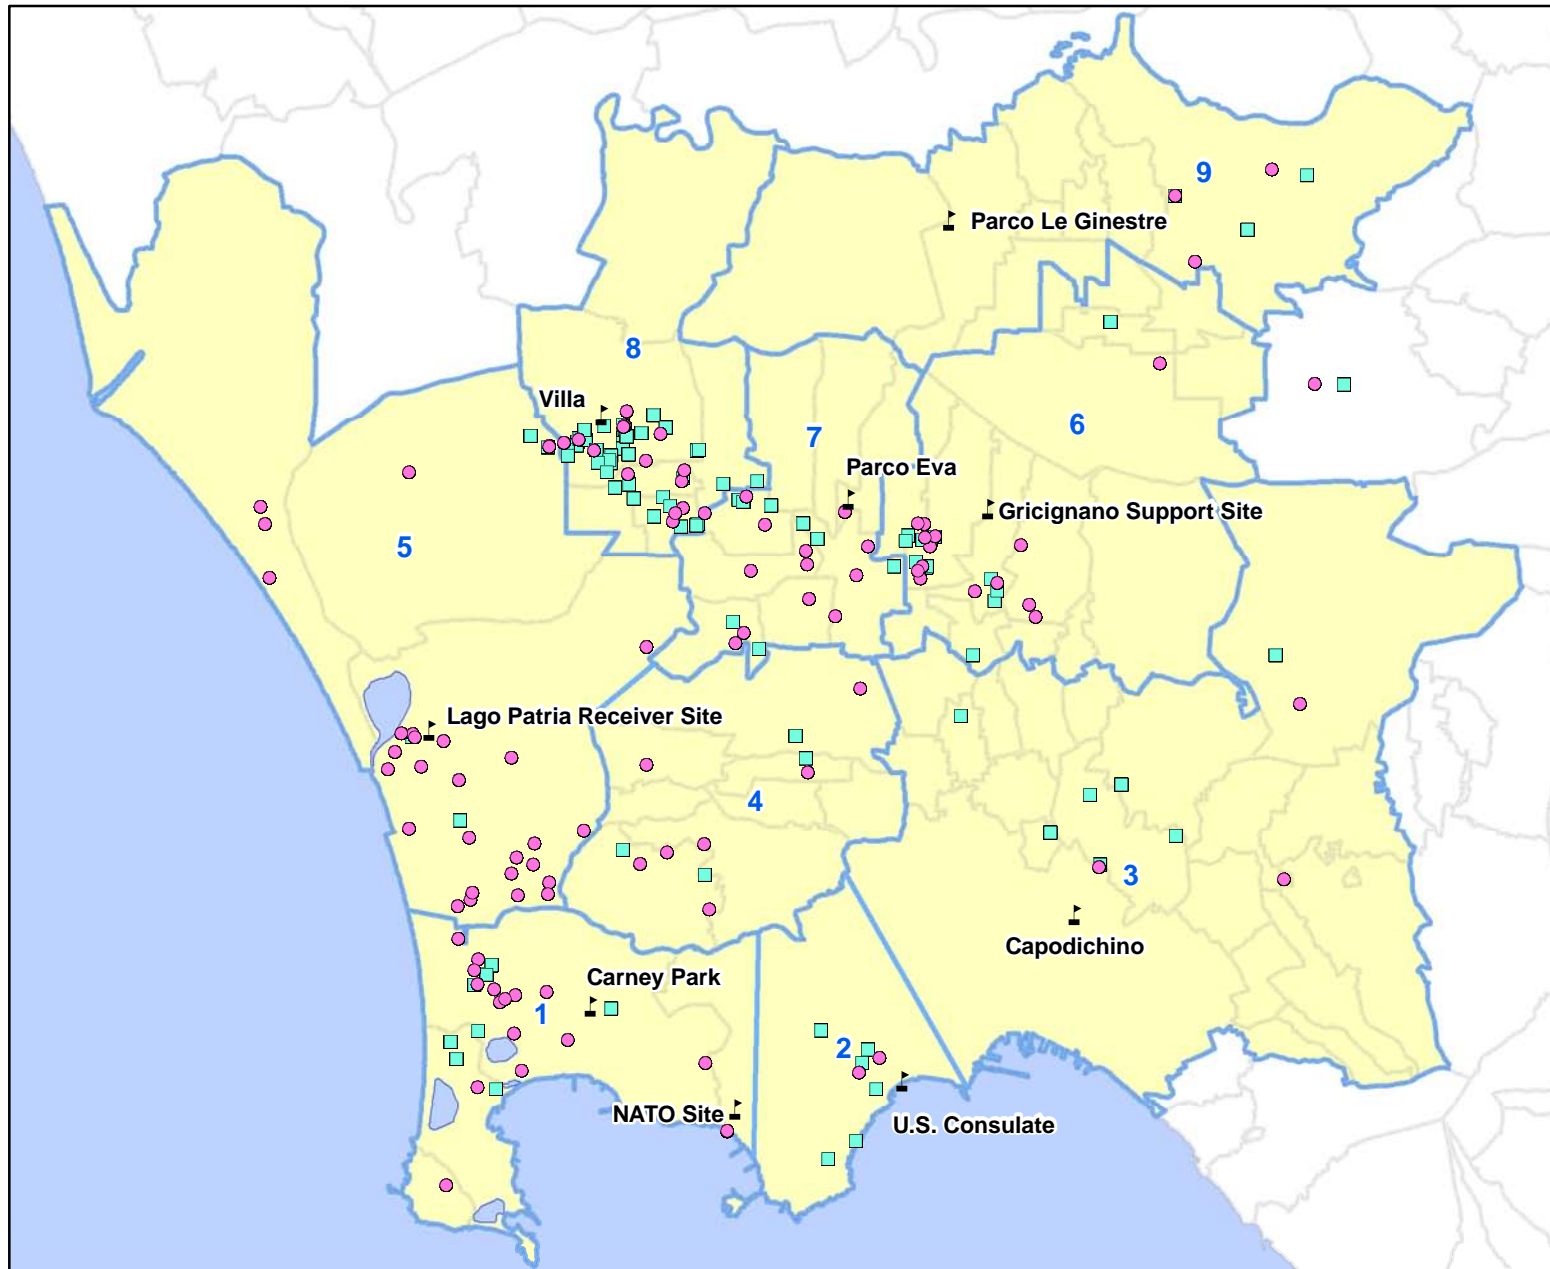 9
Parco Le Ginestre
8
Villa
7
6
Parco Eva
Gricignano Support Site
5
Lago Patria Receiver Site
4
3
Capodichino
Carney Park
1
2
NATO Site
U.S. Consulate